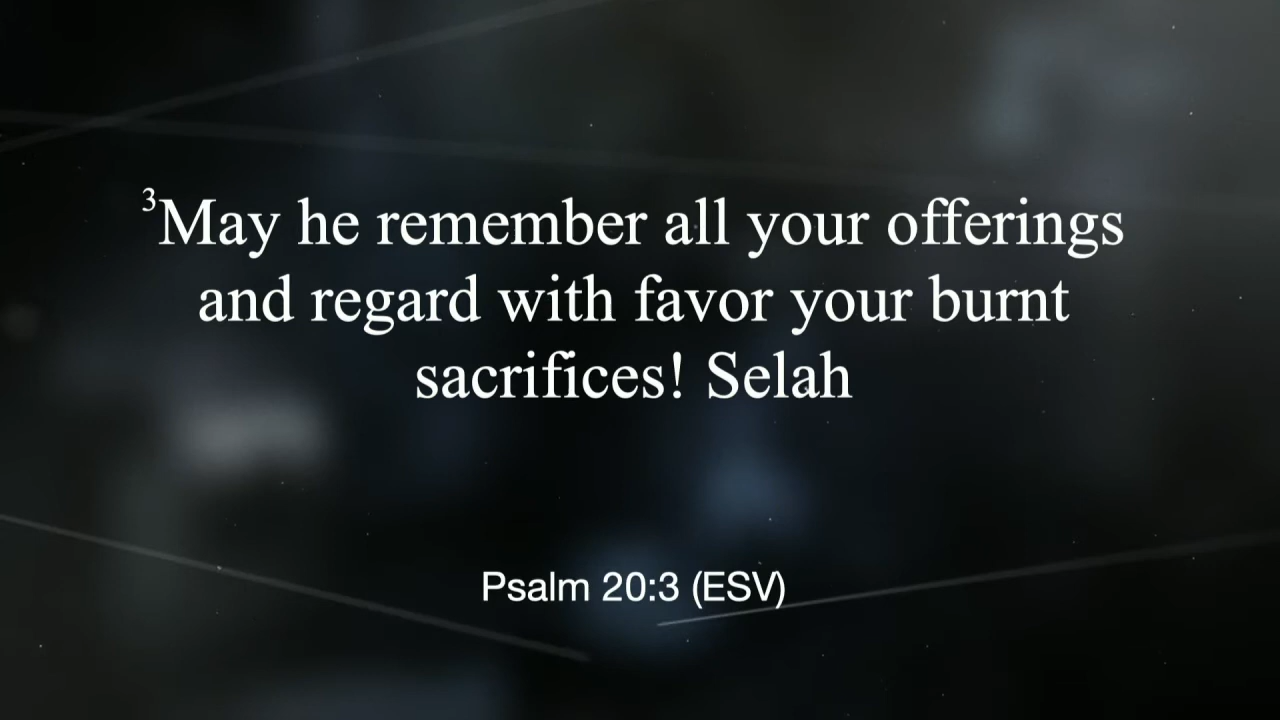 ³May he remember all your offerings
and regard with favor your burnt
sacrifices! Selah
Psalm 20:3 (ESV)